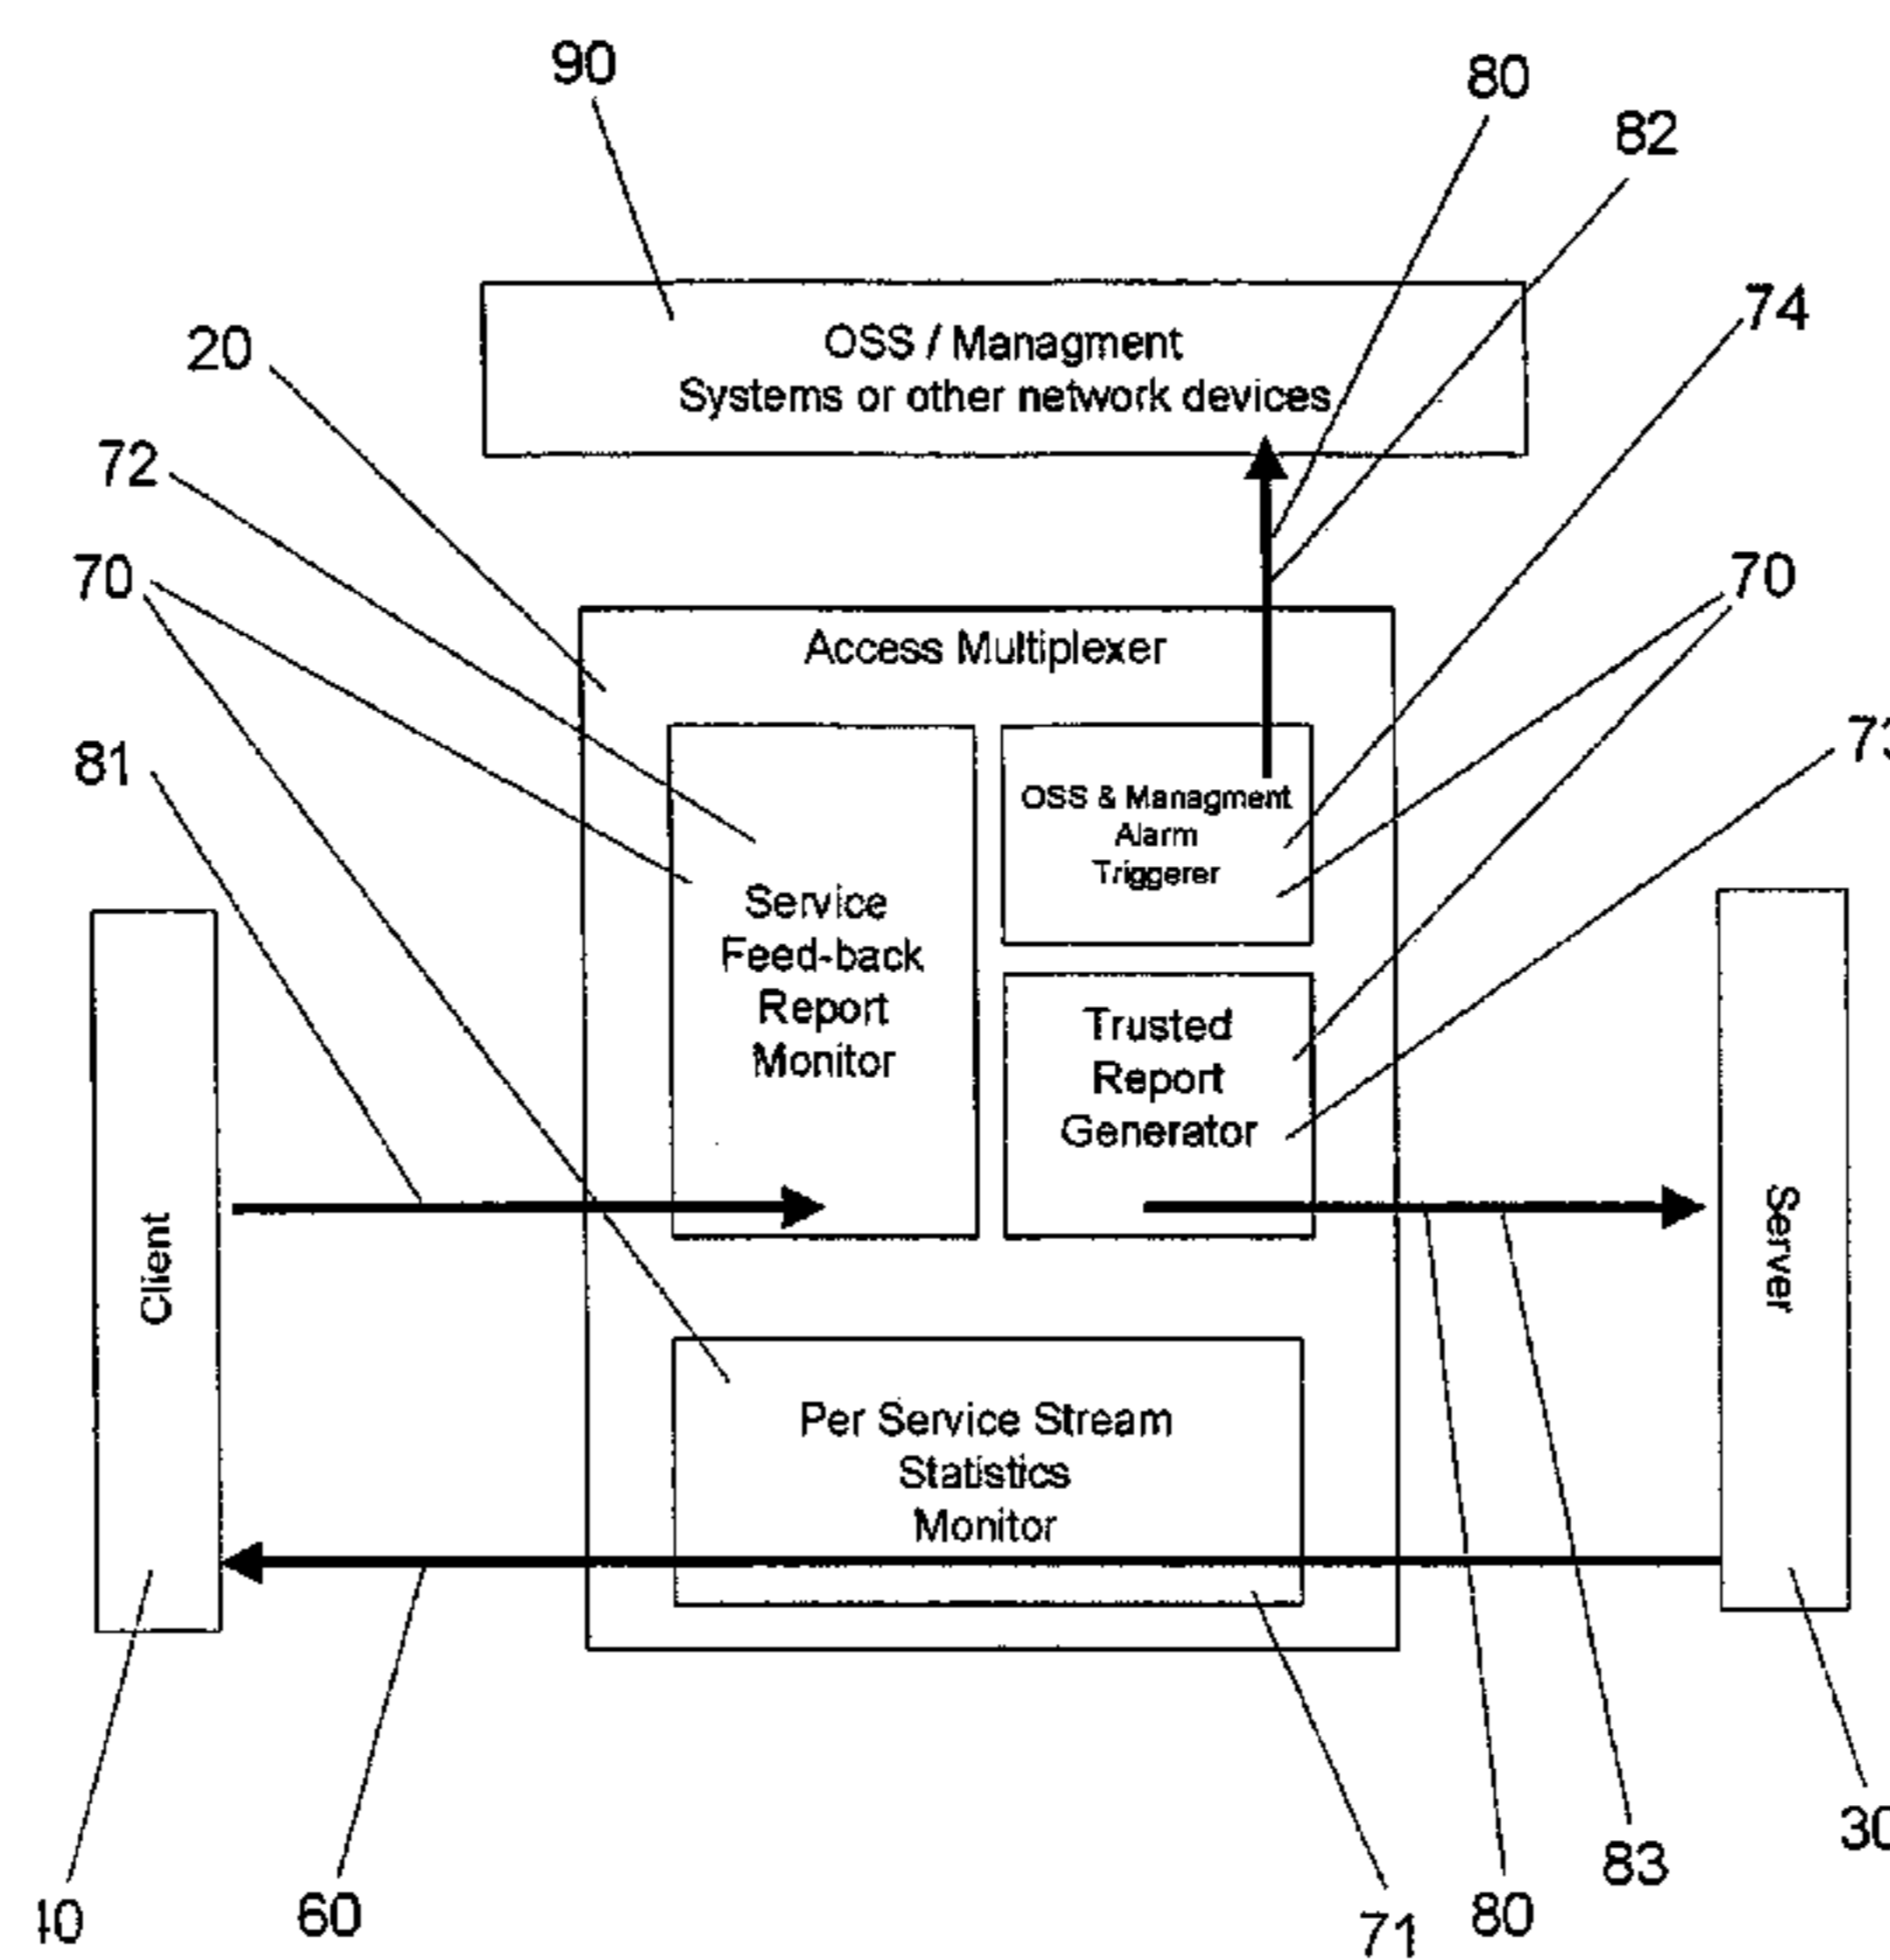 90
80
82
OSS / Managment
Systems or other network devices
74
20
72
70
70
Access Multiplexer
73
81
OSS & Managment
Alarm
Triggerer
Service
Feed-back
Report
Monitor
Trusted
Report
Generator
Client
Server
Per Service Stream
Statistics
Monitor
30
83
60
71
80